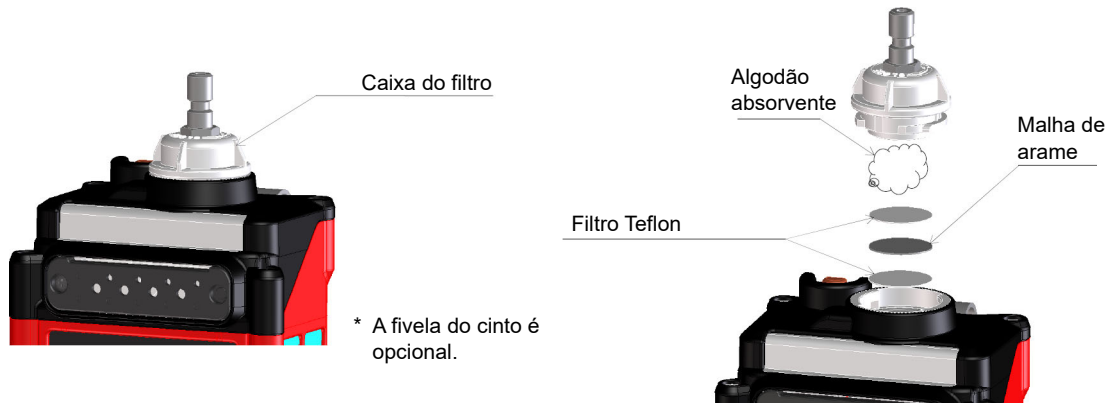 Caixa do filtro
* A fivela do cinto é
opcional.
Algodão
absorvente
Malha de
arame
Filtro Teflon